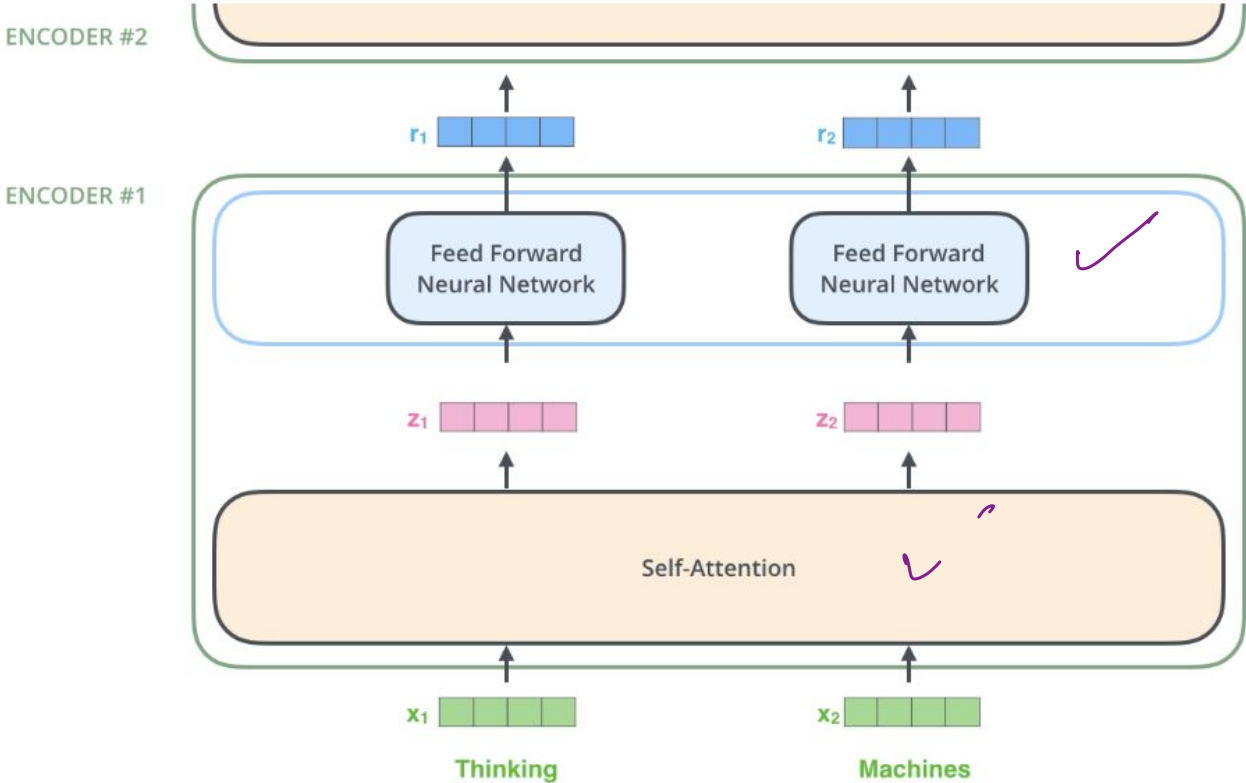 ENCODER #2
r₁ r₂
ENCODER #1
Feed Forward Neural Network
Feed Forward Neural Network
z₁ z₂
Self-Attention
x₁ x₂
Thinking Machines